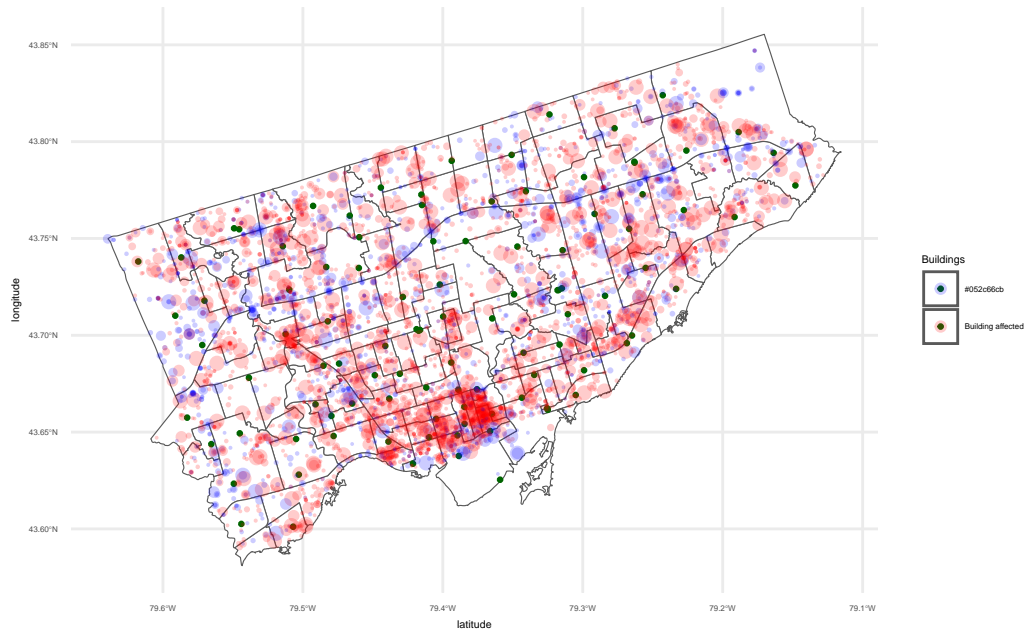 43.85°N
43.80°N
43.75°N
43.70°N
43.65°N
43.60°N
longitude
79.6°W
79.5°W
79.4°W
79.3°W
79.2°W
79.1°W
latitude
Buildings
#052c66cb
Building affected